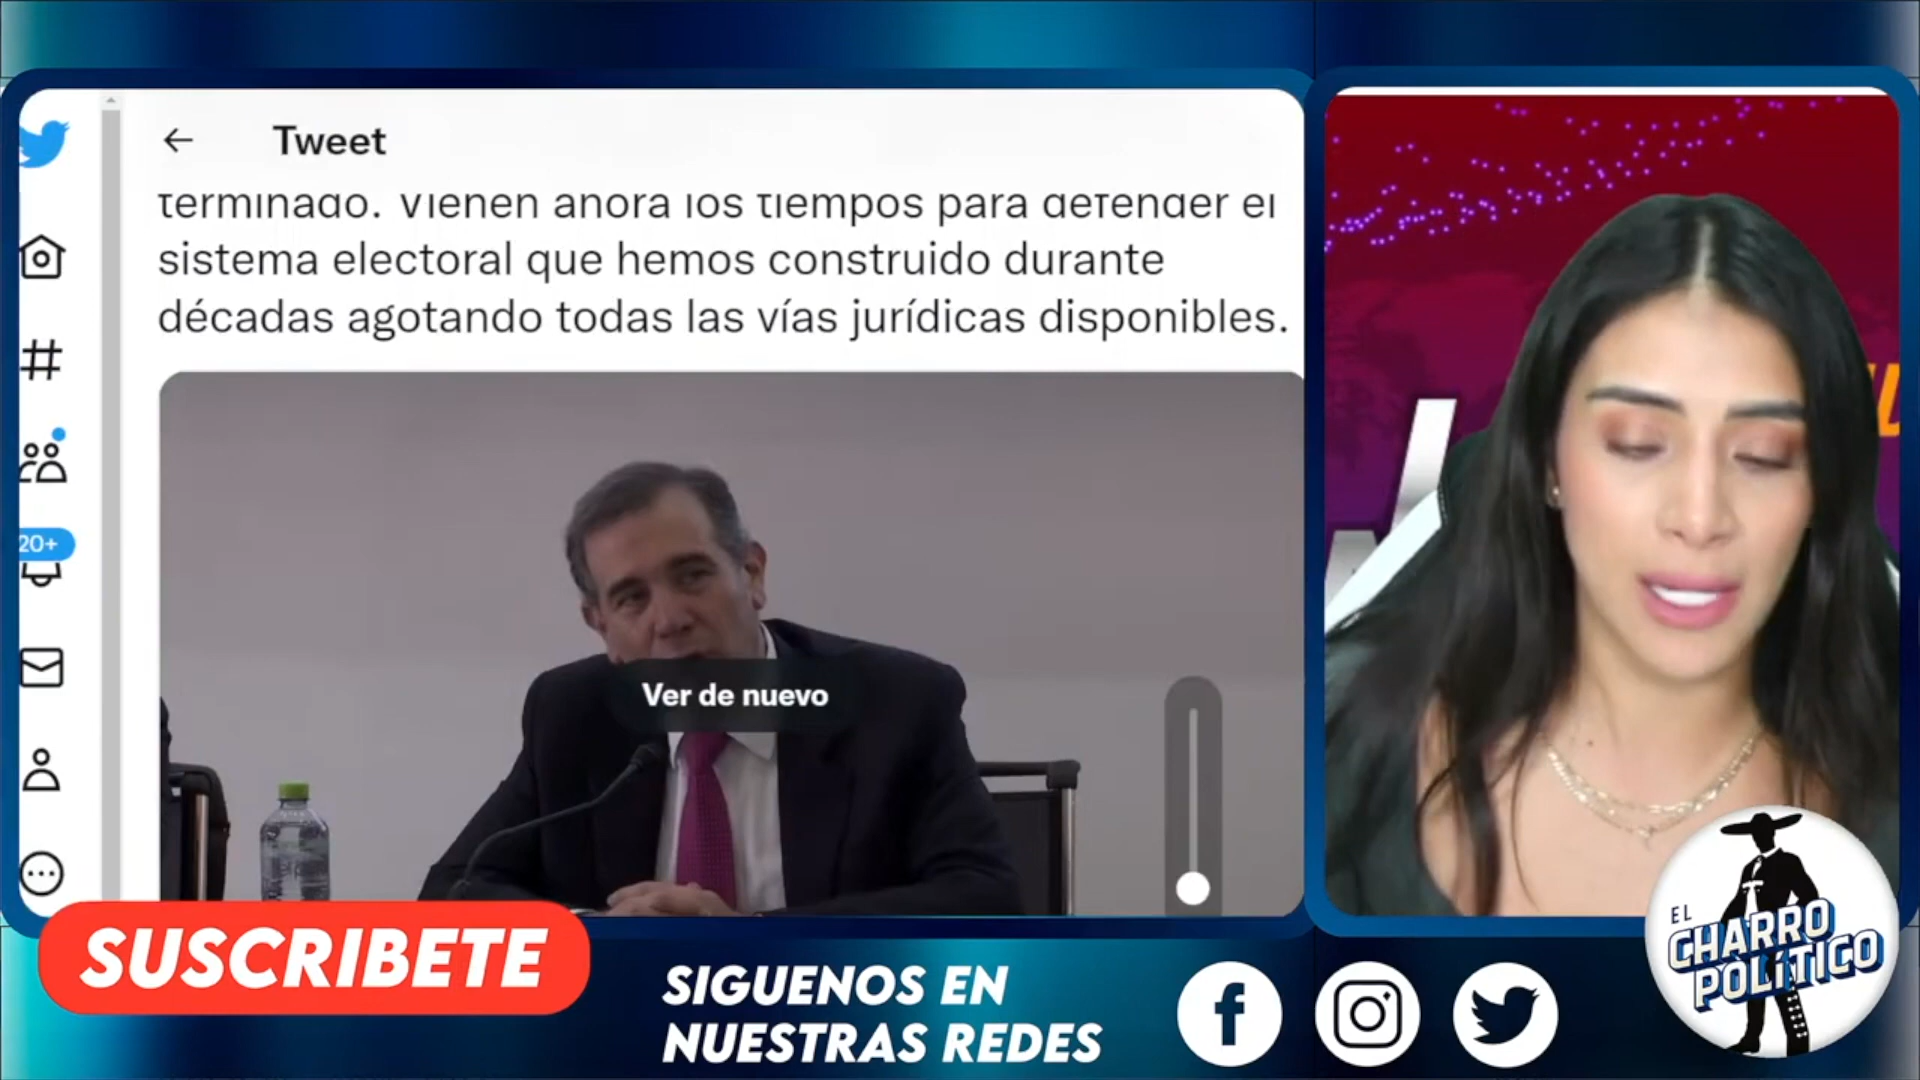 Tweet
terminado. Vienen ahora los tiempos para defender el
sistema electoral que hemos construido durante
décadas agotando todas las vías jurídicas disponibles.
20+
Ver de nuevo
SUSCRIBETE
SIGUENOS EN
NUESTRAS REDES
EL
CHARRO
POLÍTICO